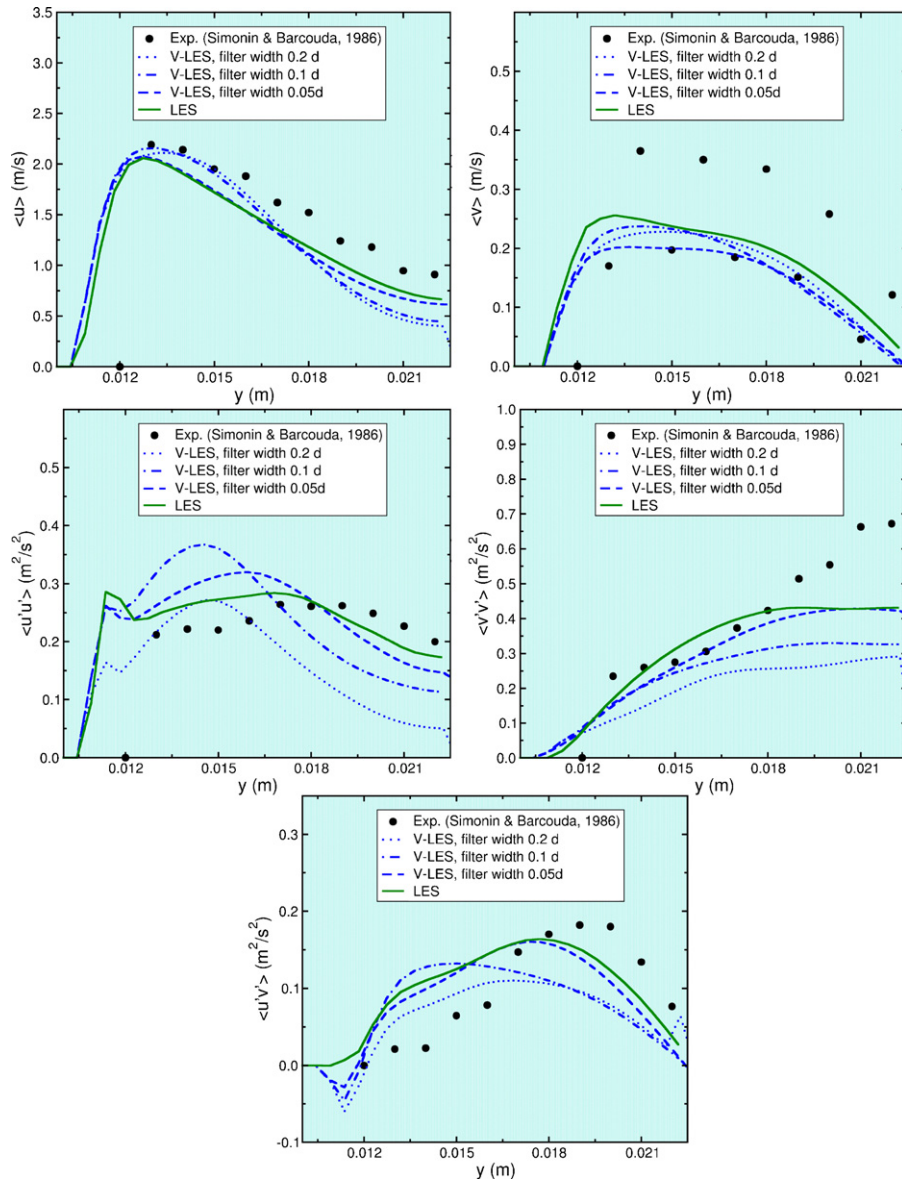 3.5
3.0
2.5
2.0
1.5
1.0
0.5
0.0
<u> (m/s)
Exp. (Simonin & Barcouda, 1986)
V-LES, filter width 0.2 d
V-LES, filter width 0.1 d
V-LES, filter width 0.05d
LES
0.012 0.015 0.018 0.021
y (m)
0.6
0.5
0.4
0.3
0.2
0.1
0.0
<v> (m/s)
Exp. (Simonin & Barcouda, 1986)
V-LES, filter width 0.2 d
V-LES, filter width 0.1 d
V-LES, filter width 0.05d
LES
0.012 0.015 0.018 0.021
y (m)
0.5
0.4
0.3
0.2
0.1
0.0
<u'u'> (m²/s²)
Exp. (Simonin & Barcouda, 1986)
V-LES, filter width 0.2 d
V-LES, filter width 0.1 d
V-LES, filter width 0.05d
LES
0.012 0.015 0.018 0.021
y (m)
1.0
0.9
0.8
0.7
0.6
0.5
0.4
0.3
0.2
0.1
0.0
<v'v'> (m²/s²)
Exp. (Simonin & Barcouda, 1986)
V-LES, filter width 0.2 d
V-LES, filter width 0.1 d
V-LES, filter width 0.05d
LES
0.012 0.015 0.018 0.021
y (m)
0.3
0.2
0.1
0.0
-0.1
<u'v'> (m²/s²)
Exp. (Simonin & Barcouda, 1986)
V-LES, filter width 0.2 d
V-LES, filter width 0.1 d
V-LES, filter width 0.05d
LES
0.012 0.015 0.018 0.021
y (m)